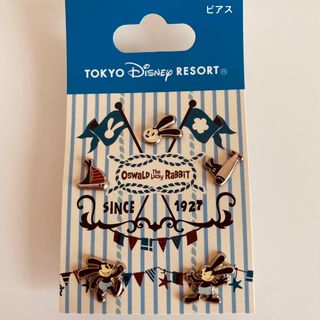 ピアス
TOKYO Disney RESORT®
OSWALD THE LUCKY RABBIT
SINCE 1927